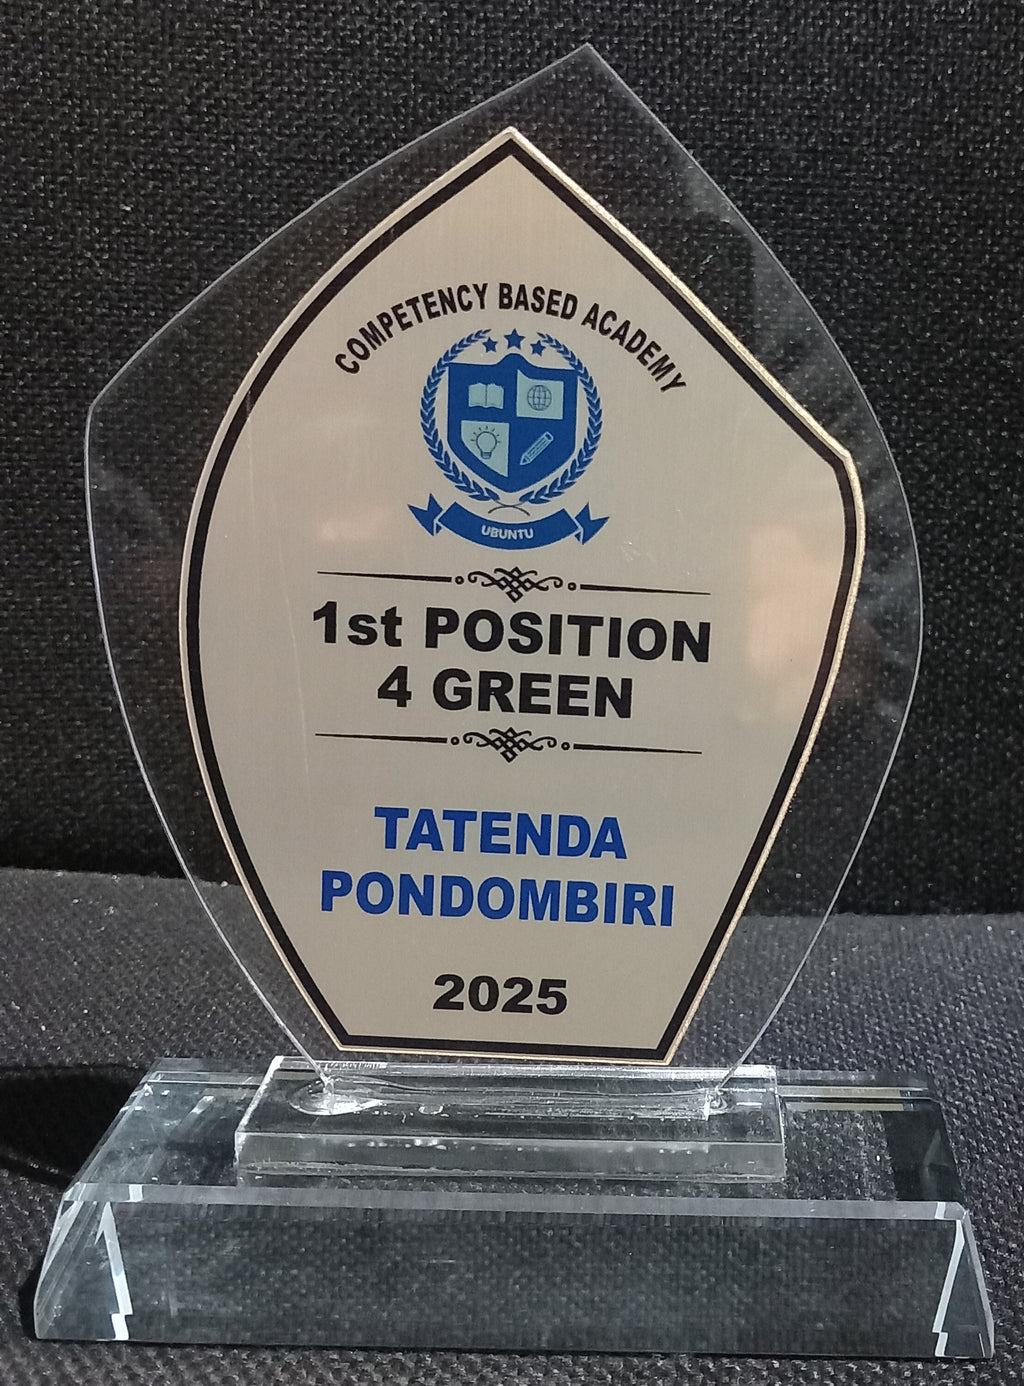 COMPETENCY BASED ACADEMY
UBUNTU
1st POSITION
4 GREEN
TATENDA
PONDOMBIRI
2025